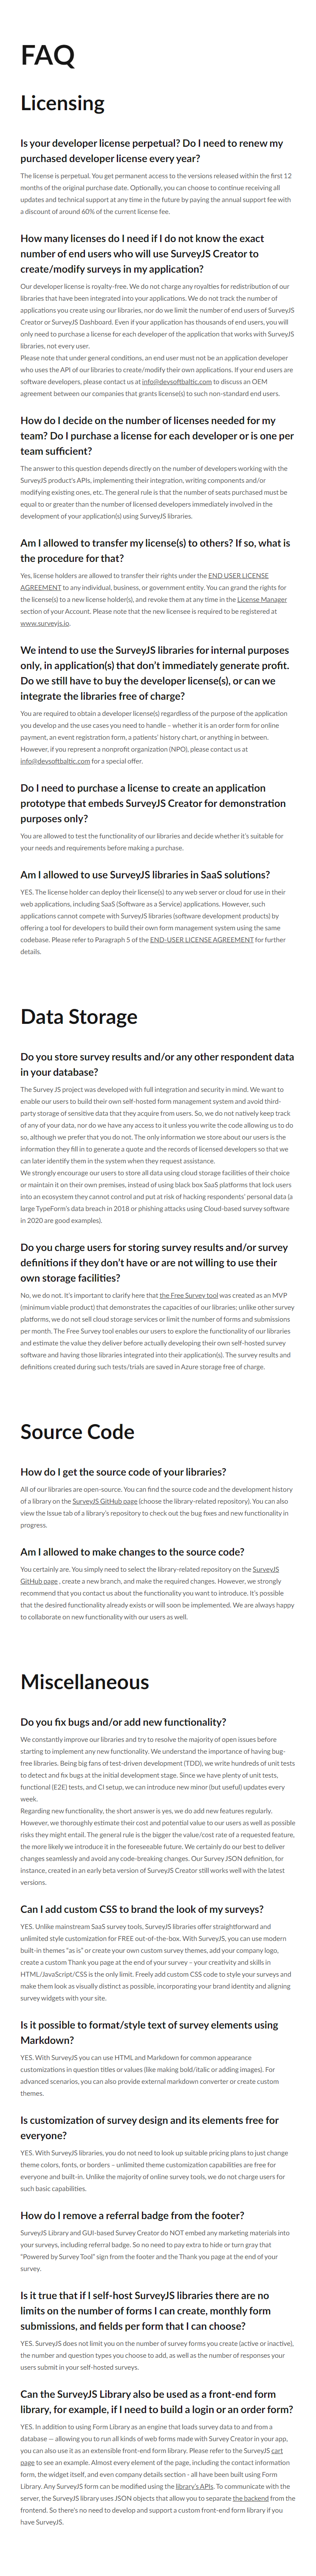 FAQ
Licensing
Is your developer license perpetual? Do I need to renew my
purchased developer license every year?
The license is perpetual. You get permanent access to the versions released within the first 12
months of the original purchase date. Optionally, you can choose to continue receiving all
updates and technical support at any time in the future by paying the annual support fee with
a discount of around 60% of the current license fee.
How many licenses do I need if I do not know the exact
number of end users who will use SurveyJS Creator to
create/modify surveys in my application?
Our developer license is royalty-free. We do not charge any royalties for redistribution of our
libraries that have been integrated into your applications. We do not track the number of
applications you create using our libraries, nor do we limit the number of end users of SurveyJS
Creator or SurveyJS Dashboard. Even if your application has thousands of end users, you will
only need to purchase a license for each developer of the application that works with SurveyJS
libraries, not every user.
Please note that under general conditions, an end user must not be an application developer
who uses the API of our libraries to create/modify their own applications. If your end users are
software developers, please contact us at info@devsoftbaltic.com to discuss an OEM
agreement between our companies that grants license(s) to such non-standard end users.
How do I decide on the number of licenses needed for my
team? Do I purchase a license for each developer or is one per
team sufficient?
The answer to this question depends directly on the number of developers working with the
SurveyJS product's APIs, implementing their integration, writing components and/or
modifying existing ones, etc. The general rule is that the number of seats purchased must be
equal to or greater than the number of licensed developers immediately involved in the
development of your application(s) using SurveyJS libraries.
Am I allowed to transfer my license(s) to others? If so, what is
the procedure for that?
Yes, license holders are allowed to transfer their rights under the END USER LICENSE
AGREEMENT to any individual, business, or government entity. You can grand the rights for
the license(s) to a new license holder(s), and revoke them at any time in the License Manager
section of your Account. Please note that the new licensee is required to be registered at
www.surveyjs.io.
We intend to use the SurveyJS libraries for internal purposes
only, in application(s) that don't immediately generate profit.
Do we still have to buy the developer license(s), or can we
integrate the libraries free of charge?
You are required to obtain a developer license(s) regardless of the purpose of the application
you develop and the use cases you need to handle – whether it is an order form for online
payment, an event registration form, a patients' history chart, or anything in between.
However, if you represent a nonprofit organization (NPO), please contact us at
info@devsoftbaltic.com for a special offer.
Do I need to purchase a license to create an application
prototype that embeds SurveyJS Creator for demonstration
purposes only?
You are allowed to test the functionality of our libraries and decide whether it's suitable for
your needs and requirements before making a purchase.
Am I allowed to use SurveyJS libraries in SaaS solutions?
YES. The license holder can deploy their license(s) to any web server or cloud for use in their
web applications, including SaaS (Software as a Service) applications. However, such
applications cannot compete with SurveyJS libraries (software development products) by
offering a tool for developers to build their own form management system using the same
codebase. Please refer to Paragraph 5 of the END-USER LICENSE AGREEMENT for further
details.
Data Storage
Do you store survey results and/or any other respondent data
in your database?
The Survey JS project was developed with full integration and security in mind. We want to
enable our users to build their own self-hosted form management system and avoid third-
party storage of sensitive data that they acquire from users. So, we do not natively keep track
of any of your data, nor do we have any access to it unless you write the code allowing us to do
so, although we prefer that you do not. The only information we store about our users is the
information they fill in to generate a quote and the records of licensed developers so that we
can later identify them in the system when they request assistance.
We strongly encourage our users to store all data using cloud storage facilities of their choice
or maintain it on their own premises, instead of using black box SaaS platforms that lock users
into an ecosystem they cannot control and put at risk of hacking respondents' personal data (a
large TypeForm's data breach in 2018 or phishing attacks using Cloud-based survey software
in 2020 are good examples).
Do you charge users for storing survey results and/or survey
definitions if they don't have or are not willing to use their
own storage facilities?
No, we do not. It's important to clarify here that the Free Survey tool was created as an MVP
(minimum viable product) that demonstrates the capacities of our libraries; unlike other survey
platforms, we do not sell cloud storage services or limit the number of forms and submissions
per month. The Free Survey tool enables our users to explore the functionality of our libraries
and estimate the value they deliver before actually developing their own self-hosted survey
software and having those libraries integrated into their application(s). The survey results and
definitions created during such tests/trials are saved in Azure storage free of charge.
Source Code
How do I get the source code of your libraries?
All of our libraries are open-source. You can find the source code and the development history
of a library on the SurveyJS GitHub page (choose the library-related repository). You can also
view the Issue tab of a library's repository to check out the bug fixes and new functionality in
progress.
Am I allowed to make changes to the source code?
You certainly are. You simply need to select the library-related repository on the SurveyJS
GitHub page , create a new branch, and make the required changes. However, we strongly
recommend that you contact us about the functionality you want to introduce. It's possible
that the desired functionality already exists or will soon be implemented. We are always happy
to collaborate on new functionality with our users as well.
Miscellaneous
Do you fix bugs and/or add new functionality?
We constantly improve our libraries and try to resolve the majority of open issues before
starting to implement any new functionality. We understand the importance of having bug-
free libraries. Being big fans of test-driven development (TDD), we write hundreds of unit tests
to detect and fix bugs at the initial development stage. Since we have plenty of unit tests,
functional (E2E) tests, and CI setup, we can introduce new minor (but useful) updates every
week.
Regarding new functionality, the short answer is yes, we do add new features regularly.
However, we thoroughly estimate their cost and potential value to our users as well as possible
risks they might entail. The general rule is the bigger the value/cost rate of a requested feature,
the more likely we introduce it in the foreseeable future. We certainly do our best to deliver
changes seamlessly and avoid any code-breaking changes. Our Survey JSON definition, for
instance, created in an early beta version of SurveyJS Creator still works well with the latest
versions.
Can I add custom CSS to brand the look of my surveys?
YES. Unlike mainstream SaaS survey tools, SurveyJS libraries offer straightforward and
unlimited style customization for FREE out-of-the-box. With SurveyJS, you can use modern
built-in themes "as is" or create your own custom survey themes, add your company logo,
create a custom Thank you page at the end of your survey – your creativity and skills in
HTML/JavaScript/CSS is the only limit. Freely add custom CSS code to style your surveys and
make them look as visually distinct as possible, incorporating your brand identity and aligning
survey widgets with your site.
Is it possible to format/style text of survey elements using
Markdown?
YES. With SurveyJS you can use HTML and Markdown for common appearance
customizations in question titles or values (like making bold/italic or adding images). For
advanced scenarios, you can also provide external markdown converter or create custom
themes.
Is customization of survey design and its elements free for
everyone?
YES. With SurveyJS libraries, you do not need to look up suitable pricing plans to just change
theme colors, fonts, or borders – unlimited theme customization capabilities are free for
everyone and built-in. Unlike the majority of online survey tools, we do not charge users for
such basic capabilities.
How do I remove a referral badge from the footer?
SurveyJS Library and GUI-based Survey Creator do NOT embed any marketing materials into
your surveys, including referral badge. So no need to pay extra to hide or turn gray that
"Powered by Survey Tool" sign from the footer and the Thank you page at the end of your
survey.
Is it true that if I self-host SurveyJS libraries there are no
limits on the number of forms I can create, monthly form
submissions, and fields per form that I can choose?
YES. SurveyJS does not limit you on the number of survey forms you create (active or inactive),
the number and question types you choose to add, as well as the number of responses your
users submit in your self-hosted surveys.
Can the SurveyJS Library also be used as a front-end form
library, for example, if I need to build a login or an order form?
YES. In addition to using Form Library as an engine that loads survey data to and from a
database — allowing you to run all kinds of web forms made with Survey Creator in your app,
you can also use it as an extensible front-end form library. Please refer to the SurveyJS cart
page to see an example. Almost every element of the page, including the contact information
form, the widget itself, and even company details section - all have been built using Form
Library. Any SurveyJS form can be modified using the library's APIs. To communicate with the
server, the SurveyJS library uses JSON objects that allow you to separate the backend from the
frontend. So there's no need to develop and support a custom front-end form library if you
have SurveyJS.